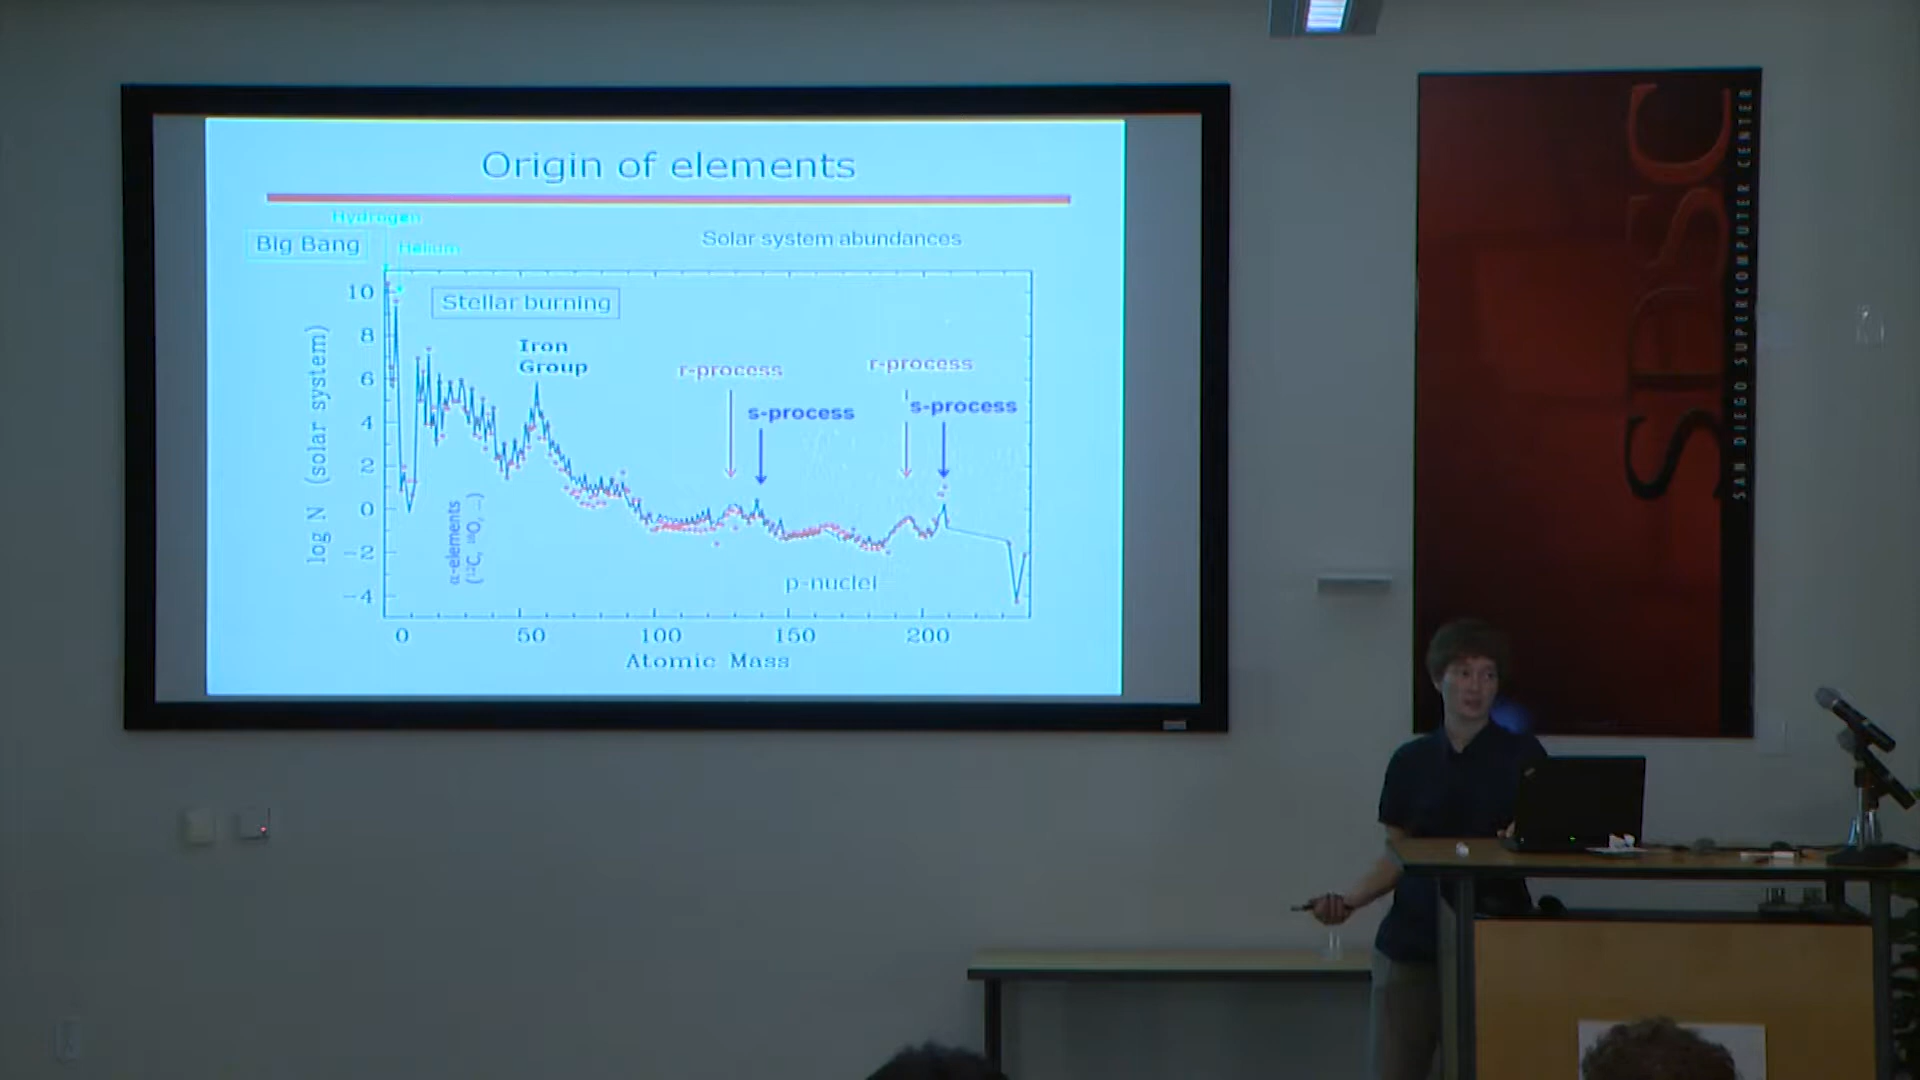 Origin of elements
Hydrogen
Big Bang
Helium
Solar system abundances
Stellar burning
Iron
Group
r-process
s-process
r-process
s-process
α-elements
(¹²C, ¹⁶O, ...)
p-nuclei
log N (solar system)
10
8
6
4
2
0
−2
−4
0 50 100 150 200
Atomic Mass
SDSC
SAN DIEGO SUPERCOMPUTER CENTER